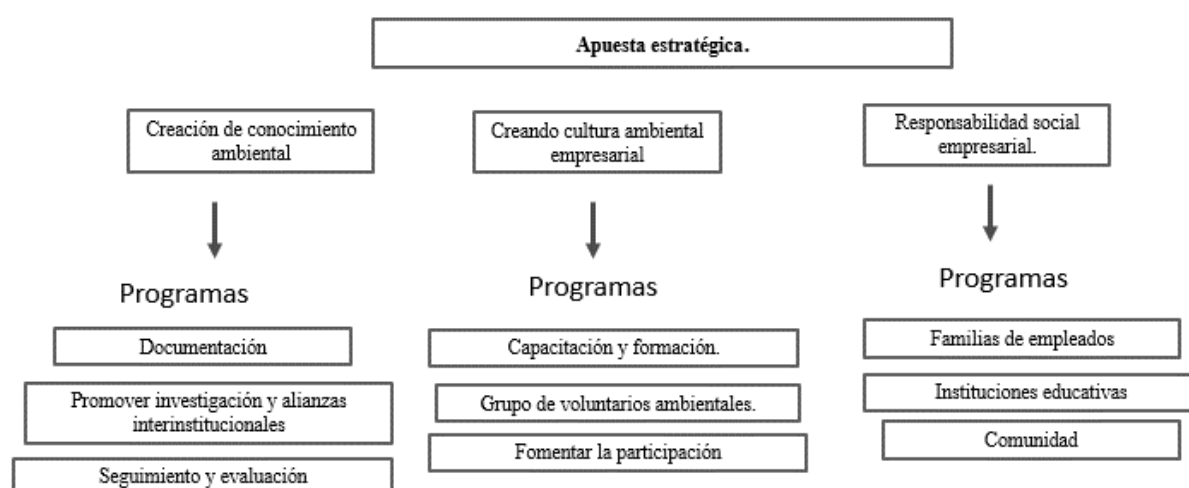 Apuesta estratégica.
Creación de conocimiento
ambiental
Creando cultura ambiental
empresarial
Responsabilidad social
empresarial.
Programas
Programas
Programas
Documentación
Promover investigación y alianzas
interinstitucionales
Seguimiento y evaluación
Capacitación y formación.
Grupo de voluntarios ambientales.
Fomentar la participación
Familias de empleados
Instituciones educativas
Comunidad